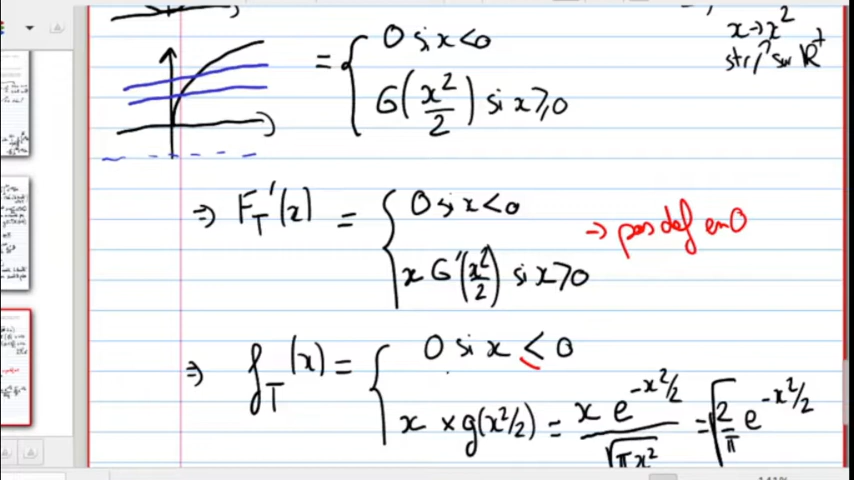 x→x²
str ↗ sur ℝ⁺
= { 0 si x<0
G(x²/2) si x⩾0
⇒ F_T'(x) = { 0 si x<0
x G'(x²/2) si x>0
→ pas def en 0
⇒ f_T(x) = { 0 si x ≤ 0
x × g(x²/2) = x e^(-x²/2) / √(πx²) = √(2/π) e^(-x²/2)